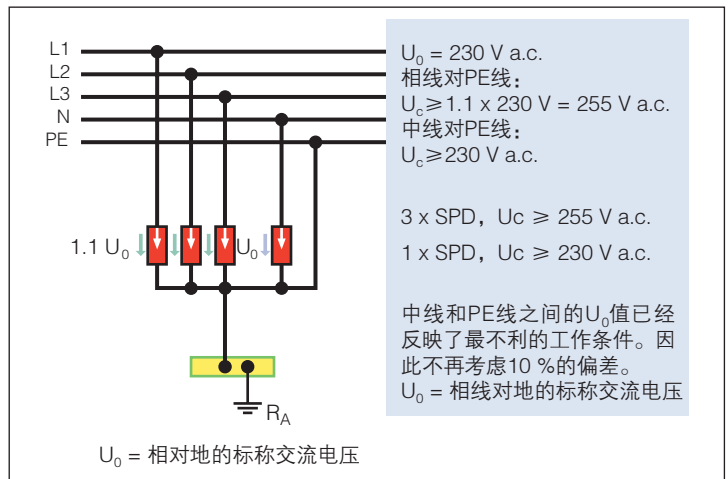 L1
L2
L3
N
PE
1.1 U₀
U₀
R_A
U₀ = 相对地的标称交流电压
U₀ = 230 V a.c.
相线对PE线：
U_c≥1.1 x 230 V = 255 V a.c.
中线对PE线：
U_c≥230 V a.c.
3 x SPD，Uc ≥ 255 V a.c.
1 x SPD，Uc ≥ 230 V a.c.
中线和PE线之间的U₀值已经
反映了最不利的工作条件。因
此不再考虑10 %的偏差。
U₀ = 相线对地的标称交流电压